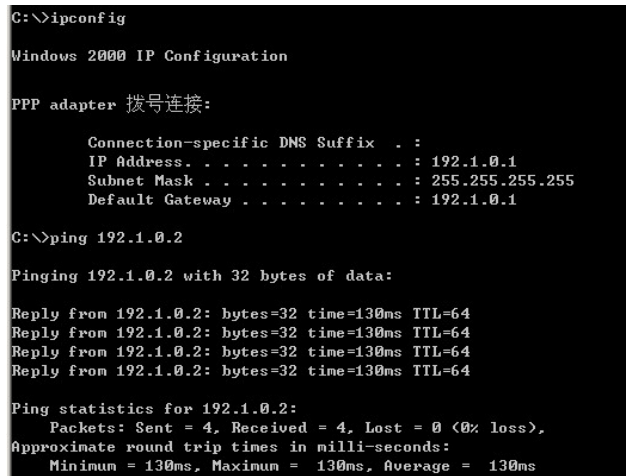 C:\>ipconfig
Windows 2000 IP Configuration
PPP adapter 拨号连接:
Connection-specific DNS Suffix  . :
IP Address. . . . . . . . . . . . : 192.1.0.1
Subnet Mask . . . . . . . . . . . : 255.255.255.255
Default Gateway . . . . . . . . . : 192.1.0.1
C:\>ping 192.1.0.2
Pinging 192.1.0.2 with 32 bytes of data:
Reply from 192.1.0.2: bytes=32 time=130ms TTL=64
Reply from 192.1.0.2: bytes=32 time=130ms TTL=64
Reply from 192.1.0.2: bytes=32 time=130ms TTL=64
Reply from 192.1.0.2: bytes=32 time=130ms TTL=64
Ping statistics for 192.1.0.2:
Packets: Sent = 4, Received = 4, Lost = 0 (0% loss),
Approximate round trip times in milli-seconds:
Minimum = 130ms, Maximum =  130ms, Average =  130ms